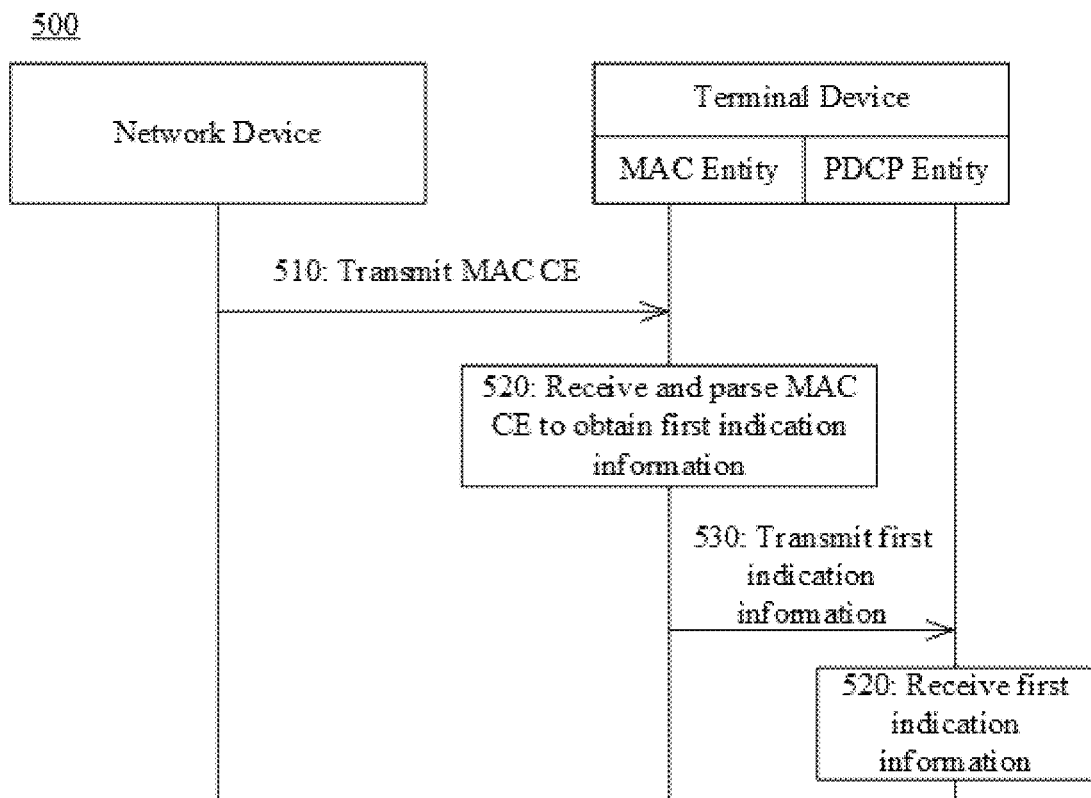 500
Network Device
Terminal Device
MAC Entity
PDCP Entity
510: Transmit MAC CE
520: Receive and parse MAC
CE to obtain first indication
information
530: Transmit first
indication
information
520: Receive first
indication
information